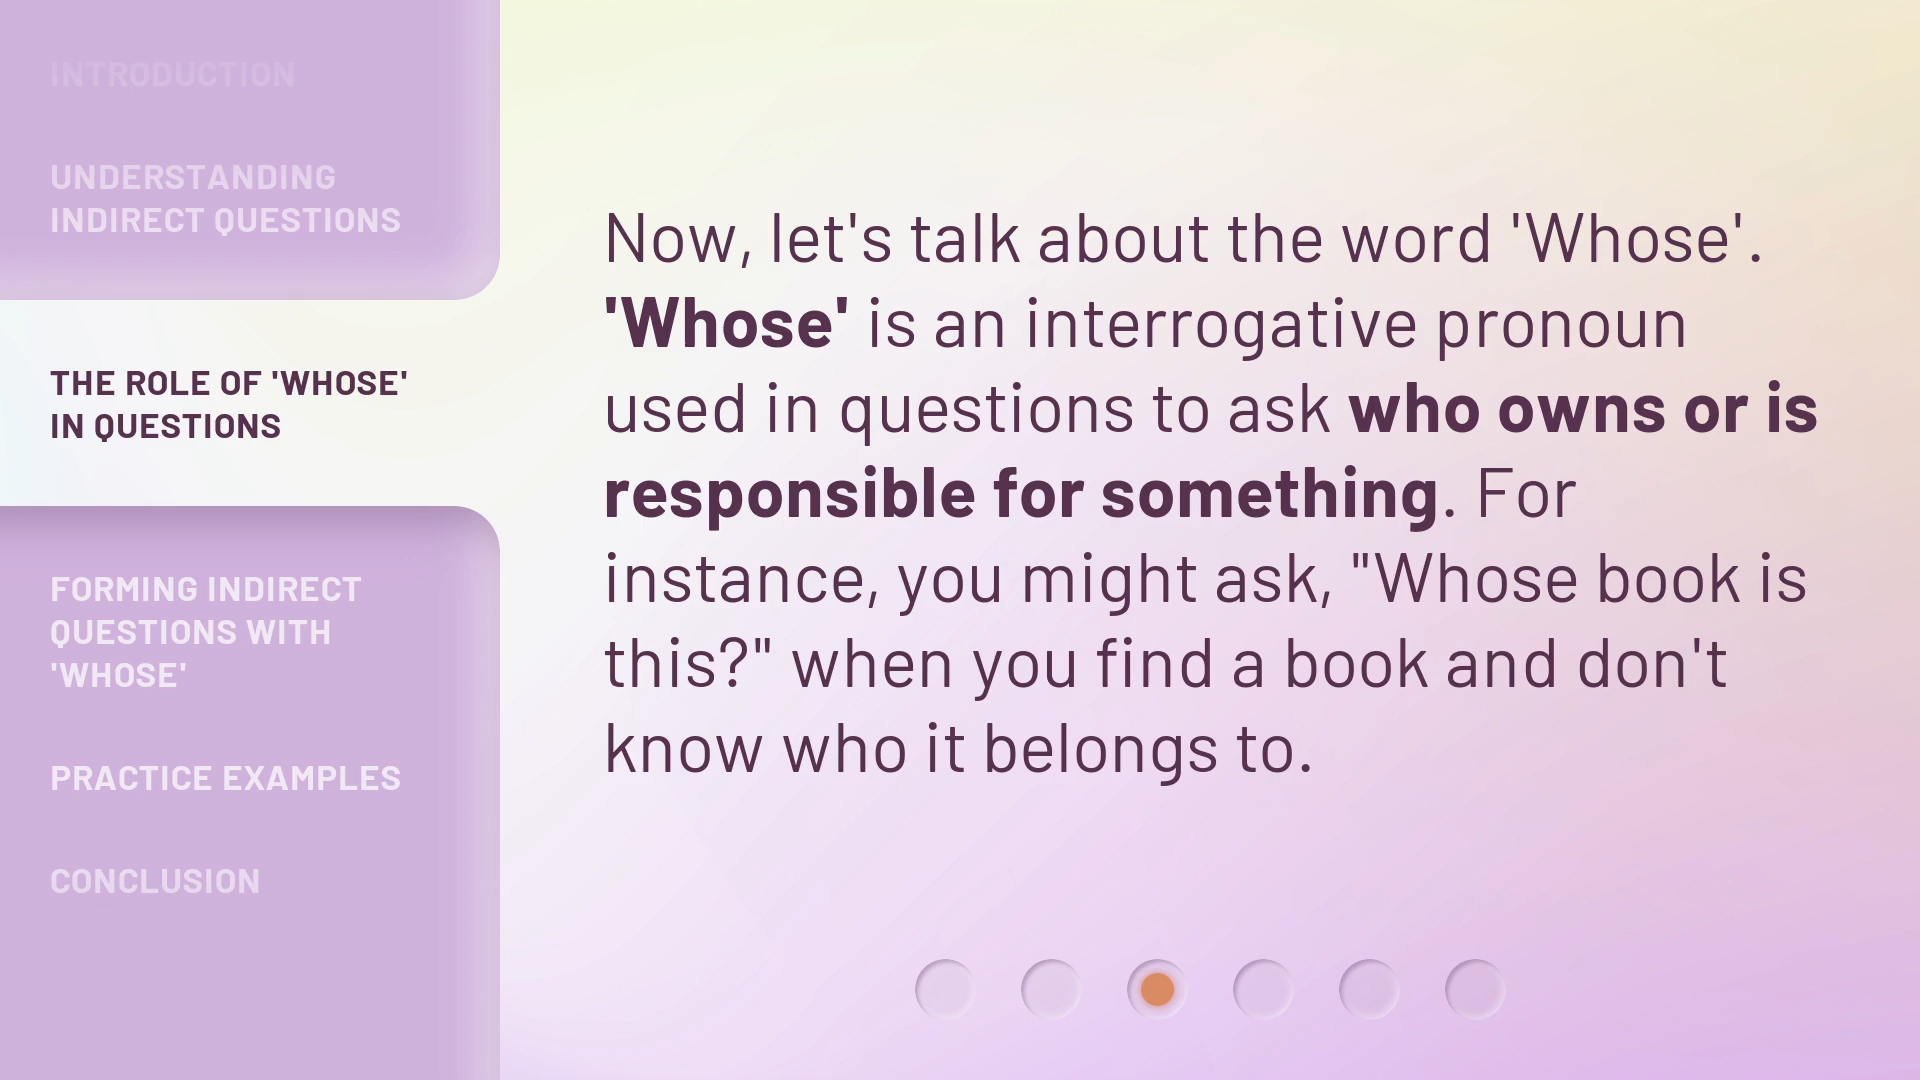 INTRODUCTION
UNDERSTANDING
INDIRECT QUESTIONS
THE ROLE OF 'WHOSE'
IN QUESTIONS
FORMING INDIRECT
QUESTIONS WITH
'WHOSE'
PRACTICE EXAMPLES
CONCLUSION
Now, let's talk about the word 'Whose'.
'Whose' is an interrogative pronoun
used in questions to ask who owns or is
responsible for something. For
instance, you might ask, "Whose book is
this?" when you find a book and don't
know who it belongs to.